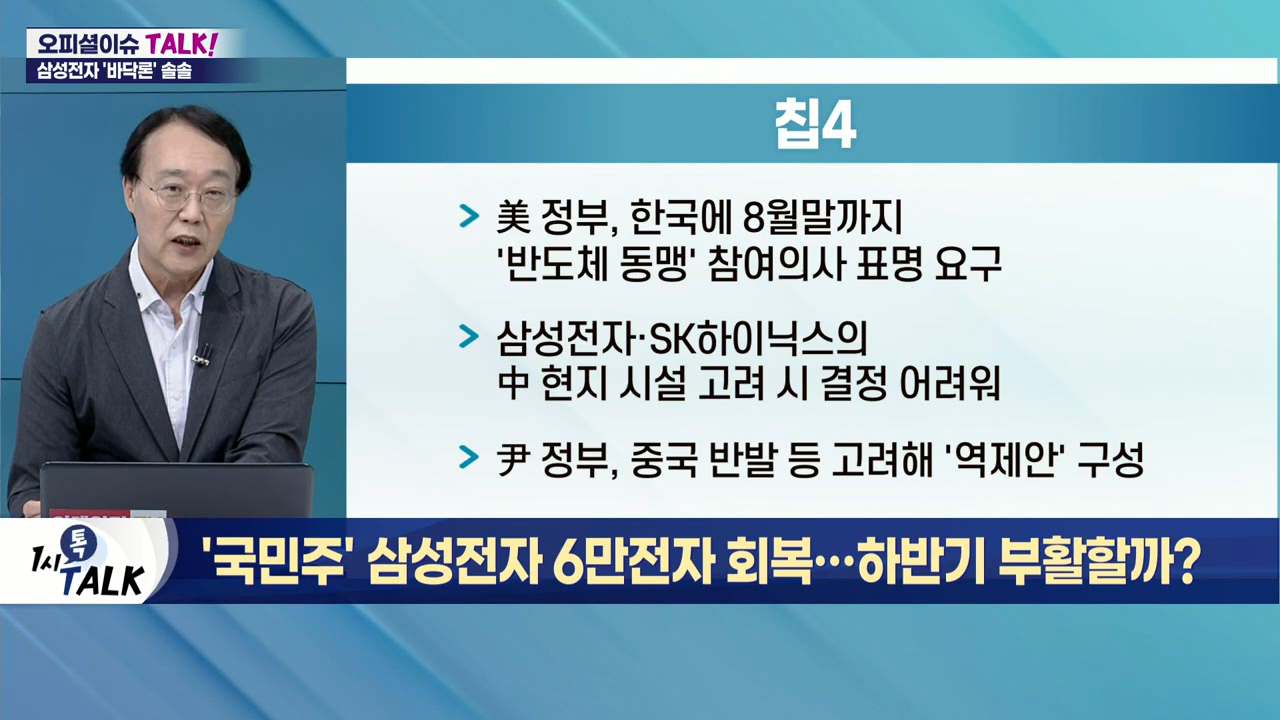 오피셜이슈 TALK!
삼성전자 '바닥론' 솔솔
칩4
> 美 정부, 한국에 8월말까지
'반도체 동맹' 참여의사 표명 요구
> 삼성전자·SK하이닉스의
中 현지 시설 고려 시 결정 어려워
> 尹 정부, 중국 반발 등 고려해 '역제안' 구성
1시톡
TALK
'국민주' 삼성전자 6만전자 회복…하반기 부활할까?